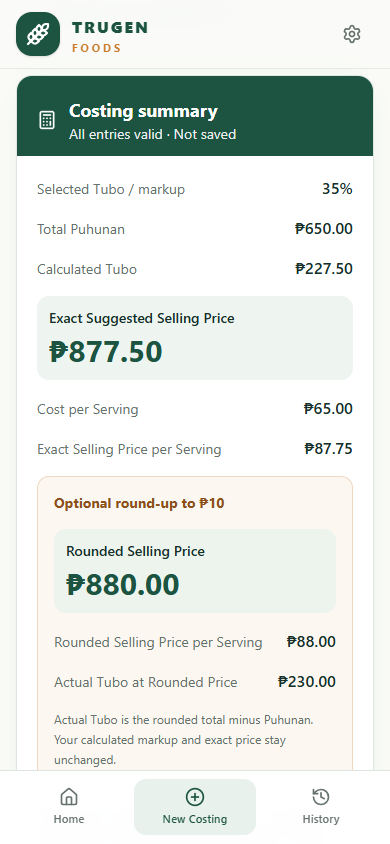 TRUGEN
FOODS
Costing summary
All entries valid · Not saved
Selected Tubo / markup 35%
Total Puhunan ₱650.00
Calculated Tubo ₱227.50
Exact Suggested Selling Price
₱877.50
Cost per Serving ₱65.00
Exact Selling Price per Serving ₱87.75
Optional round-up to ₱10
Rounded Selling Price
₱880.00
Rounded Selling Price per Serving ₱88.00
Actual Tubo at Rounded Price ₱230.00
Actual Tubo is the rounded total minus Puhunan.
Your calculated markup and exact price stay
unchanged.
Home New Costing History